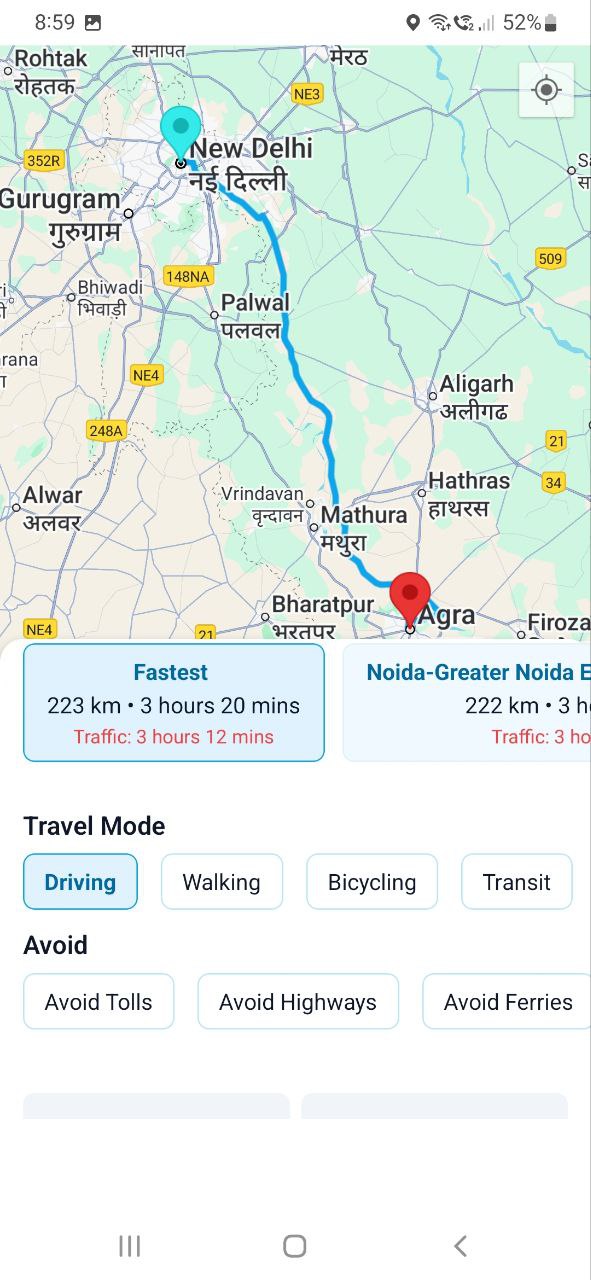 8:59
52%
Rohtak
रोहतक
सोनीपत
मेरठ
NE3
352R
New Delhi
नई दिल्ली
Gurugram
गुरुग्राम
148NA
509
Bhiwadi
भिवाड़ी
Palwal
पलवल
NE4
Aligarh
अलीगढ
248A
21
34
Hathras
हाथरस
Alwar
अलवर
Vrindavan
वृन्दावन
Mathura
मथुरा
Bharatpur
भरतपुर
Agra
Firoza
NE4
21
Fastest
223 km • 3 hours 20 mins
Traffic: 3 hours 12 mins
Noida-Greater Noida E
222 km • 3 h
Traffic: 3 ho
Travel Mode
Driving
Walking
Bicycling
Transit
Avoid
Avoid Tolls
Avoid Highways
Avoid Ferries